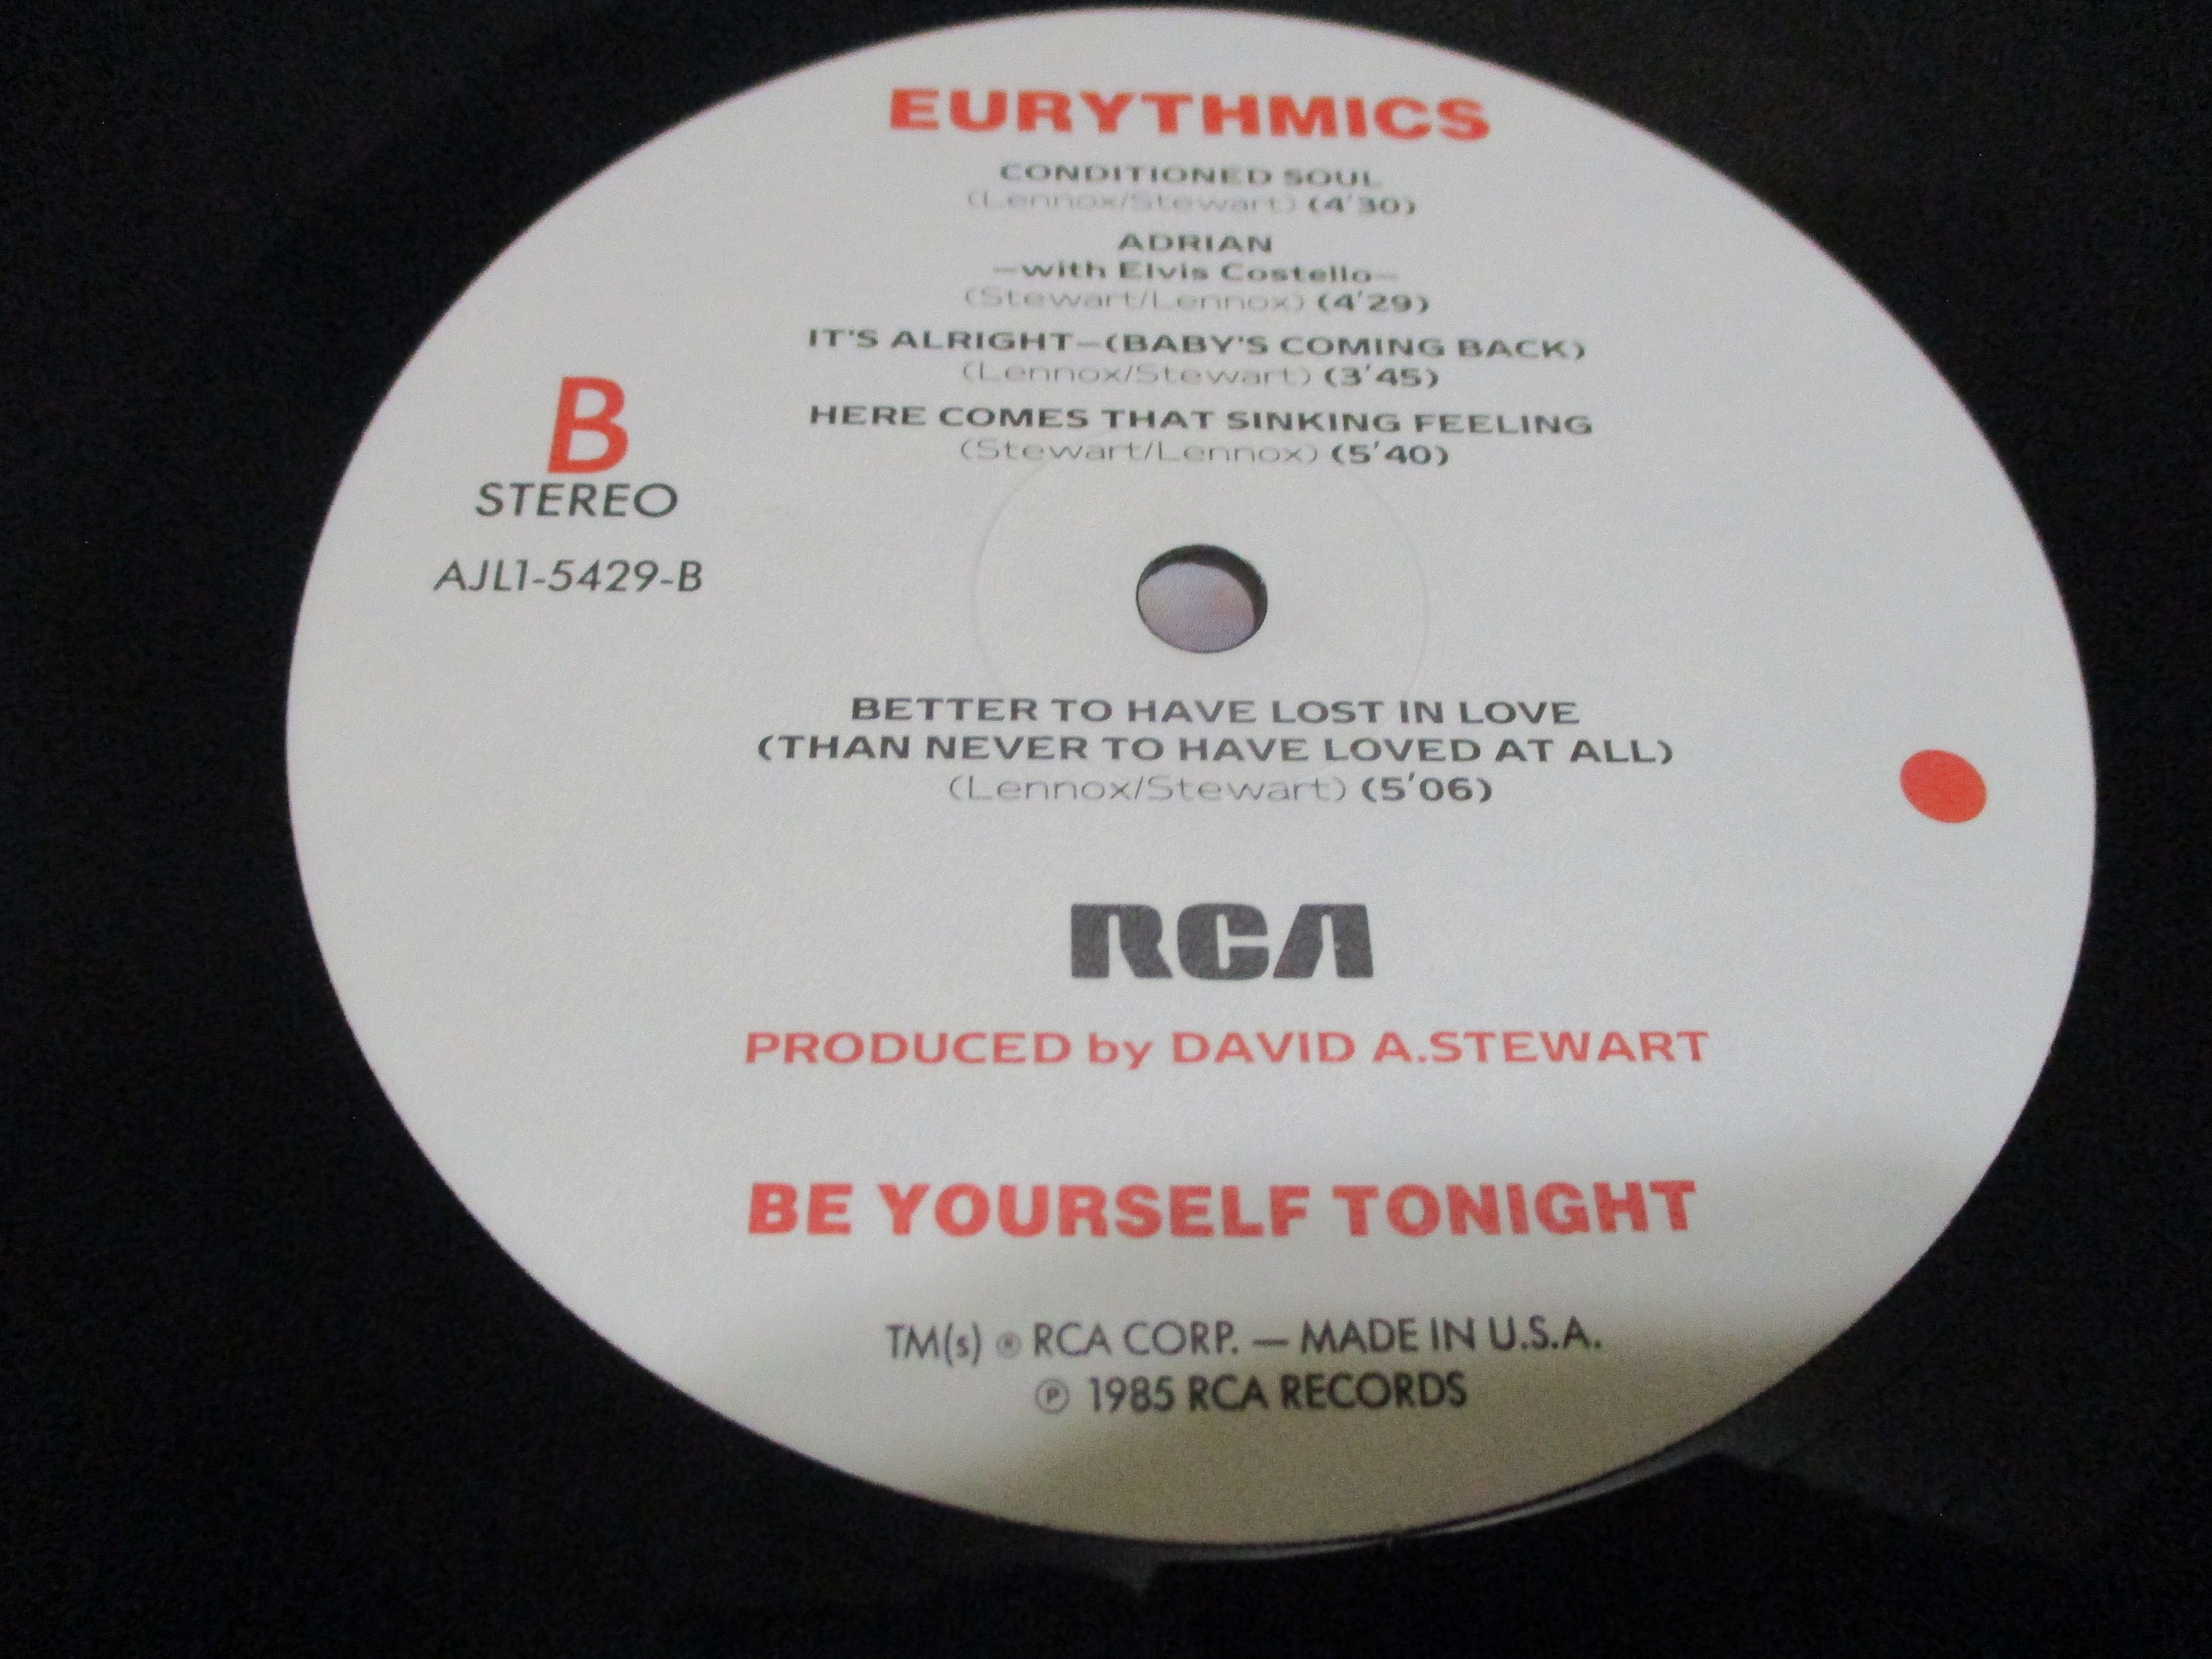 EURYTHMICS
CONDITIONED SOUL
(Lennox/Stewart) (4'30)
ADRIAN
—with Elvis Costello—
(Stewart/Lennox) (4'29)
IT'S ALRIGHT—(BABY'S COMING BACK)
(Lennox/Stewart) (3'45)
HERE COMES THAT SINKING FEELING
(Stewart/Lennox) (5'40)
B
STEREO
AJL1-5429-B
BETTER TO HAVE LOST IN LOVE
(THAN NEVER TO HAVE LOVED AT ALL)
(Lennox/Stewart) (5'06)
RCA
PRODUCED by DAVID A.STEWART
BE YOURSELF TONIGHT
TM(s) ® RCA CORP. — MADE IN U.S.A.
℗ 1985 RCA RECORDS